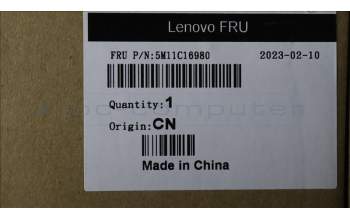 Lenovo FRU
FRU P/N:5M11C16980 2023-02-10
Quantity:1
Origin:CN
Made in China